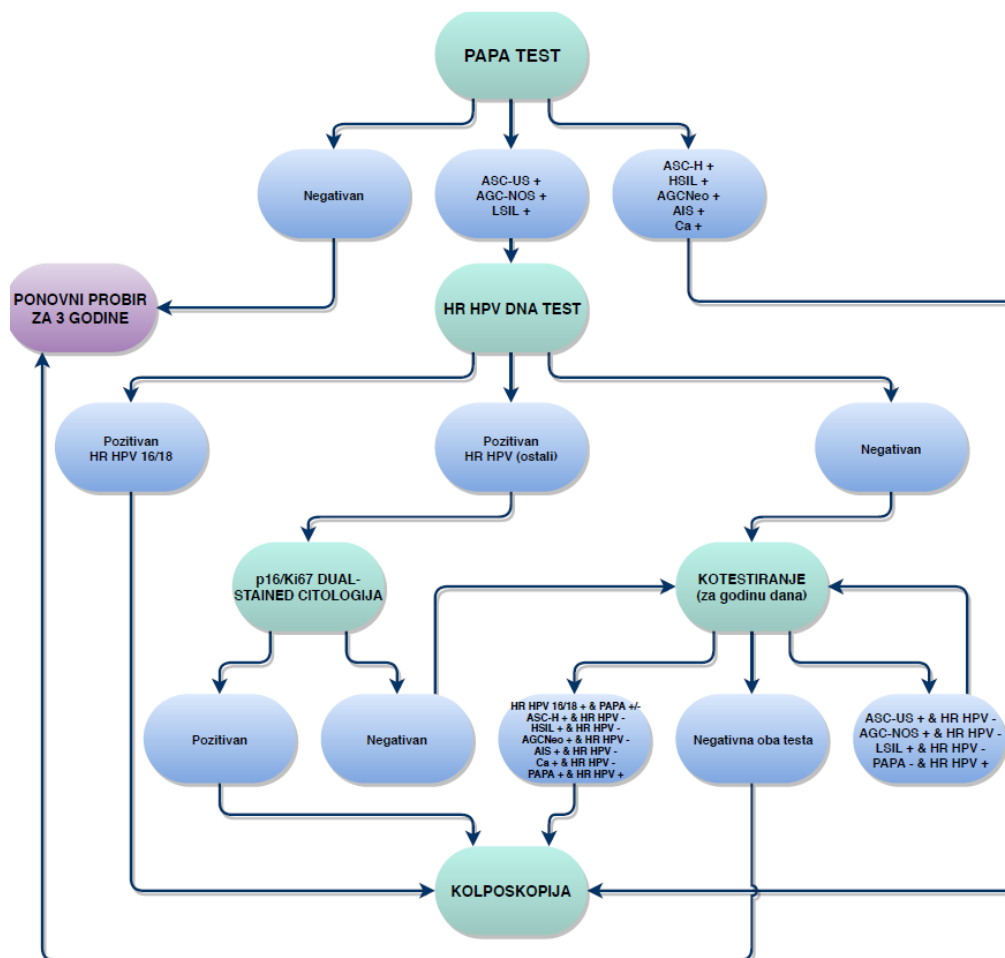 PAPA TEST
Negativan
ASC-US +
AGC-NOS +
LSIL +
ASC-H +
HSIL +
AGCNeo +
AIS +
Ca +
PONOVNI PROBIR
ZA 3 GODINE
HR HPV DNA TEST
Pozitivan
HR HPV 16/18
Pozitivan
HR HPV (ostali)
Negativan
p16/Ki67 DUAL-
STAINED CITOLOGIJA
KOTESTIRANJE
(za godinu dana)
Pozitivan
Negativan
HR HPV 16/18 + & PAPA +/-
ASC-H + & HR HPV -
HSIL + & HR HPV -
AGCNeo + & HR HPV -
AIS + & HR HPV -
Ca + & HR HPV -
PAPA + & HR HPV +
Negativna oba testa
ASC-US + & HR HPV -
AGC-NOS + & HR HPV -
LSIL + & HR HPV -
PAPA - & HR HPV +
KOLPOSKOPIJA